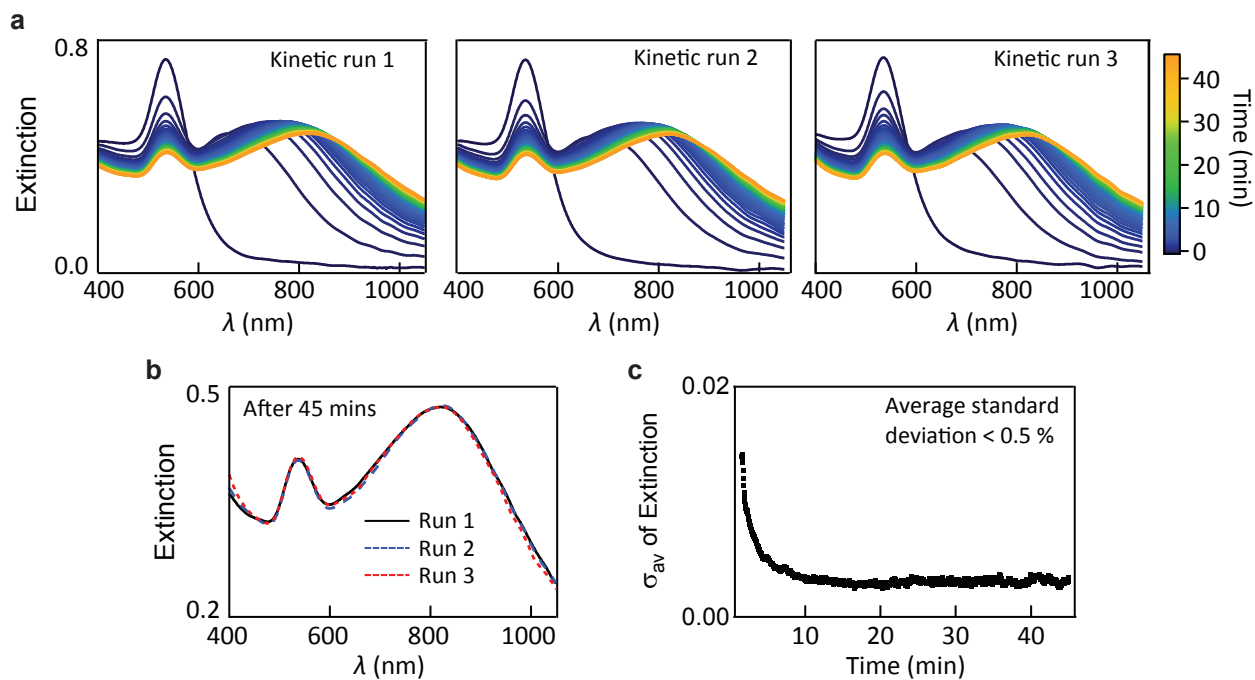 a
0.8
Extinction
0.0
Kinetic run 1
Kinetic run 2
Kinetic run 3
400
600
800
1000
λ (nm)
400
600
800
1000
λ (nm)
400
600
800
1000
λ (nm)
40
30
20
10
0
Time (min)
b
0.5
Extinction
0.2
After 45 mins
Run 1
Run 2
Run 3
400
600
800
1000
λ (nm)
c
0.02
σav of Extinction
0.00
Average standard
deviation < 0.5 %
10
20
30
40
Time (min)